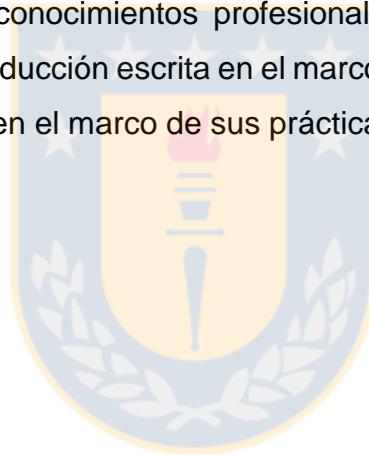 conocimientos profesional
ducción escrita en el marco
en el marco de sus práctica